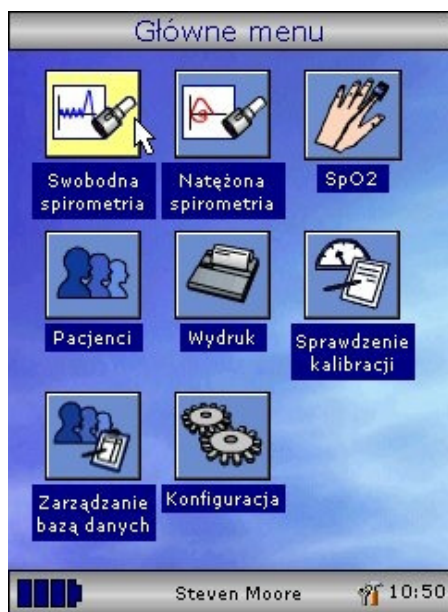 Główne menu
Swobodna
spirometria
Natężona
spirometria
SpO2
Pacjenci
Wydruk
Sprawdzenie
kalibracji
Zarządzanie
bazą danych
Konfiguracja
Steven Moore
10:50